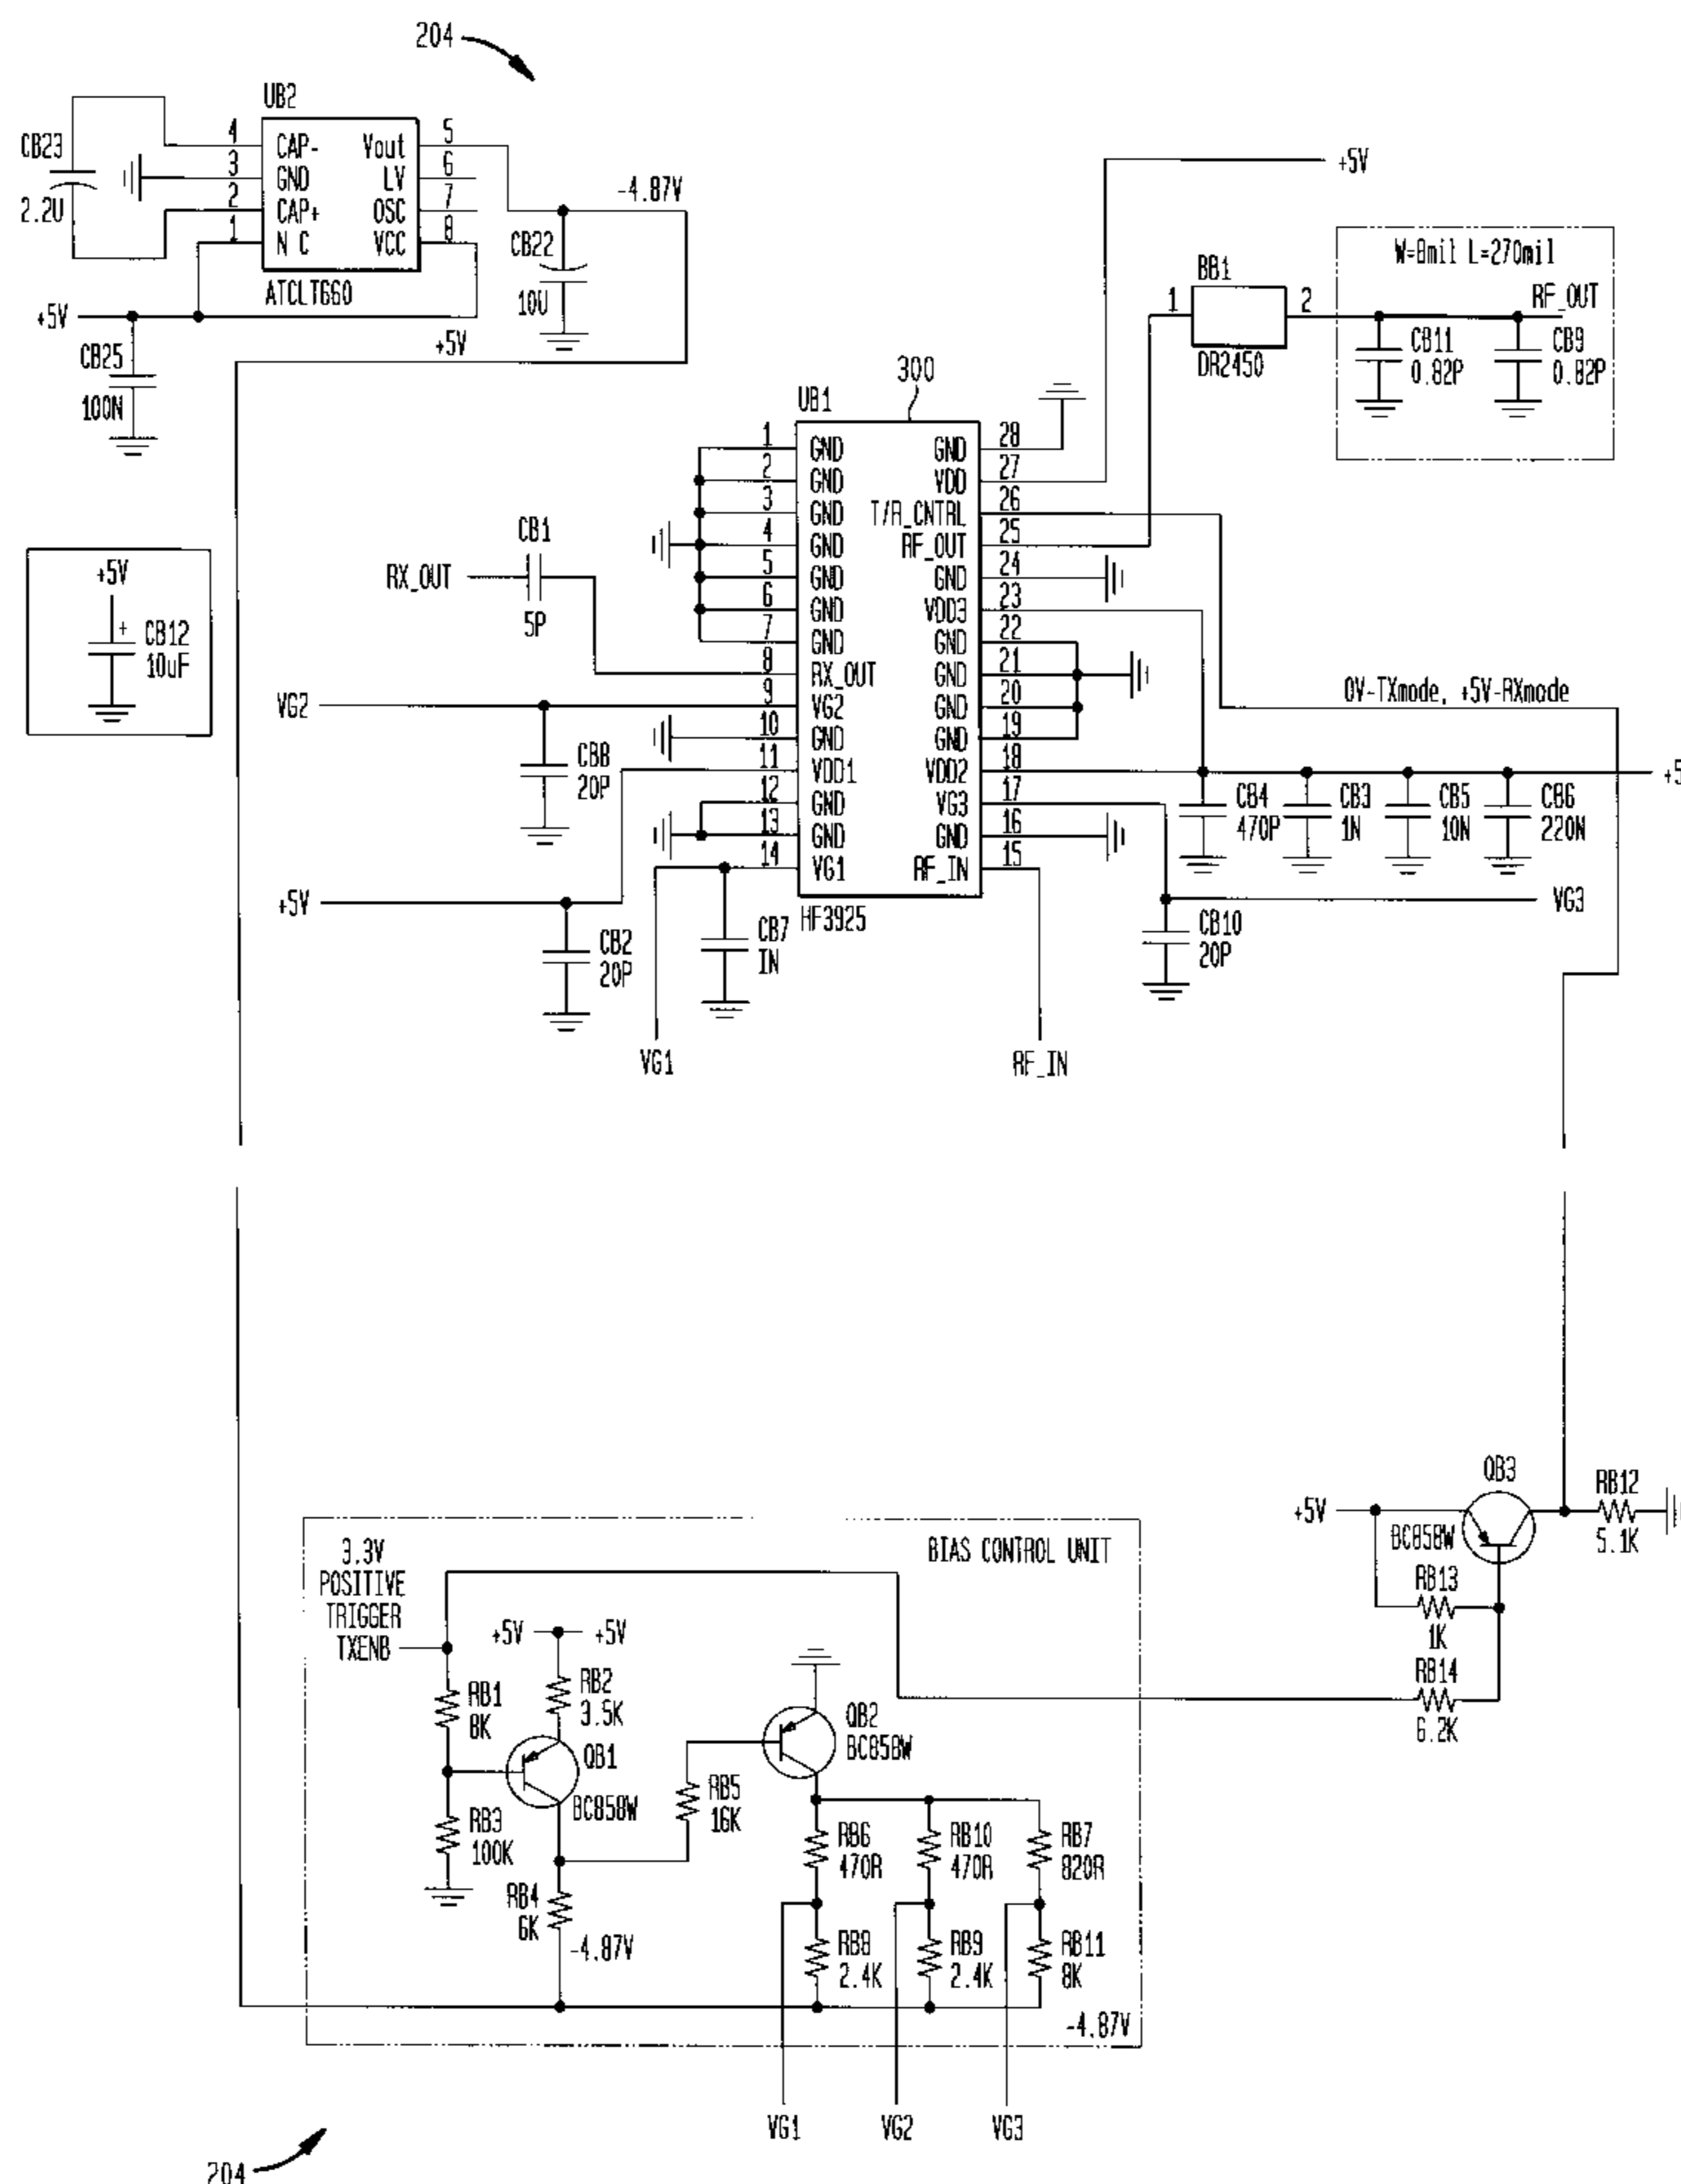 204
UB2
CB23
2.2U
4
3
2
1
CAP-
GND
CAP+
N C
Vout
LV
OSC
VCC
5
6
7
8
ATCLT660
-4.87V
CB22
10U
+5V
+5V
CB25
100N
+5V
W=8mil L=270mil
BB1
1
2
DR2450
RF_OUT
CB11
0.82P
CB9
0.82P
300
UB1
1 GND
2 GND
3 GND
4 GND
5 GND
6 GND
7 GND
8 RX_OUT
9 VG2
10 GND
11 VDD1
12 GND
13 GND
14 VG1
GND 28
VDD 27
T/R_CNTRL 26
RF_OUT 25
GND 24
VDD3 23
GND 22
GND 21
GND 20
GND 19
VDD2 18
VG3 17
GND 16
RF_IN 15
HF3925
CB1
RX_OUT
5P
+5V
+ CB12
10uF
VG2
CB8
20P
+5V
CB2
20P
CB7
IN
VG1
RF_IN
0V-TXmode, +5V-RXmode
+5
CB4
470P
CB3
1N
CB5
10N
CB6
220N
VG3
CB10
20P
QB3
+5V
BC858W
RB12
5.1K
RB13
1K
RB14
6.2K
3.3V
POSITIVE
TRIGGER
TXENB
BIAS CONTROL UNIT
+5V
+5V
RB1
8K
RB2
3.5K
QB1
BC858W
RB3
100K
RB4
6K
-4.87V
RB5
16K
QB2
BC858W
RB6
470R
RB10
470R
RB7
820R
RB8
2.4K
RB9
2.4K
RB11
8K
-4.87V
VG1
VG2
VG3
204